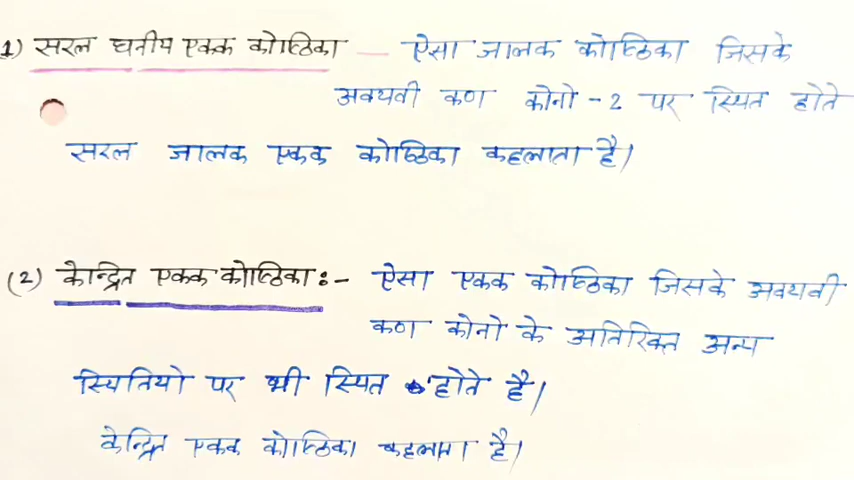 1) सरल घनीय एकक कोष्ठिका — ऐसा जालक कोष्ठिका जिसके
अवयवी कण कोनो - 2 पर स्थित होते
सरल जालक एकक कोष्ठिका कहलाता है।
(2) केन्द्रित एकक कोष्ठिका :- ऐसा एकक कोष्ठिका जिसके अवयवी
कण कोनो के अतिरिक्त अन्य
स्थितियो पर भी स्थित होते है।
केन्द्रित एकक कोष्ठिका कहलाता है।